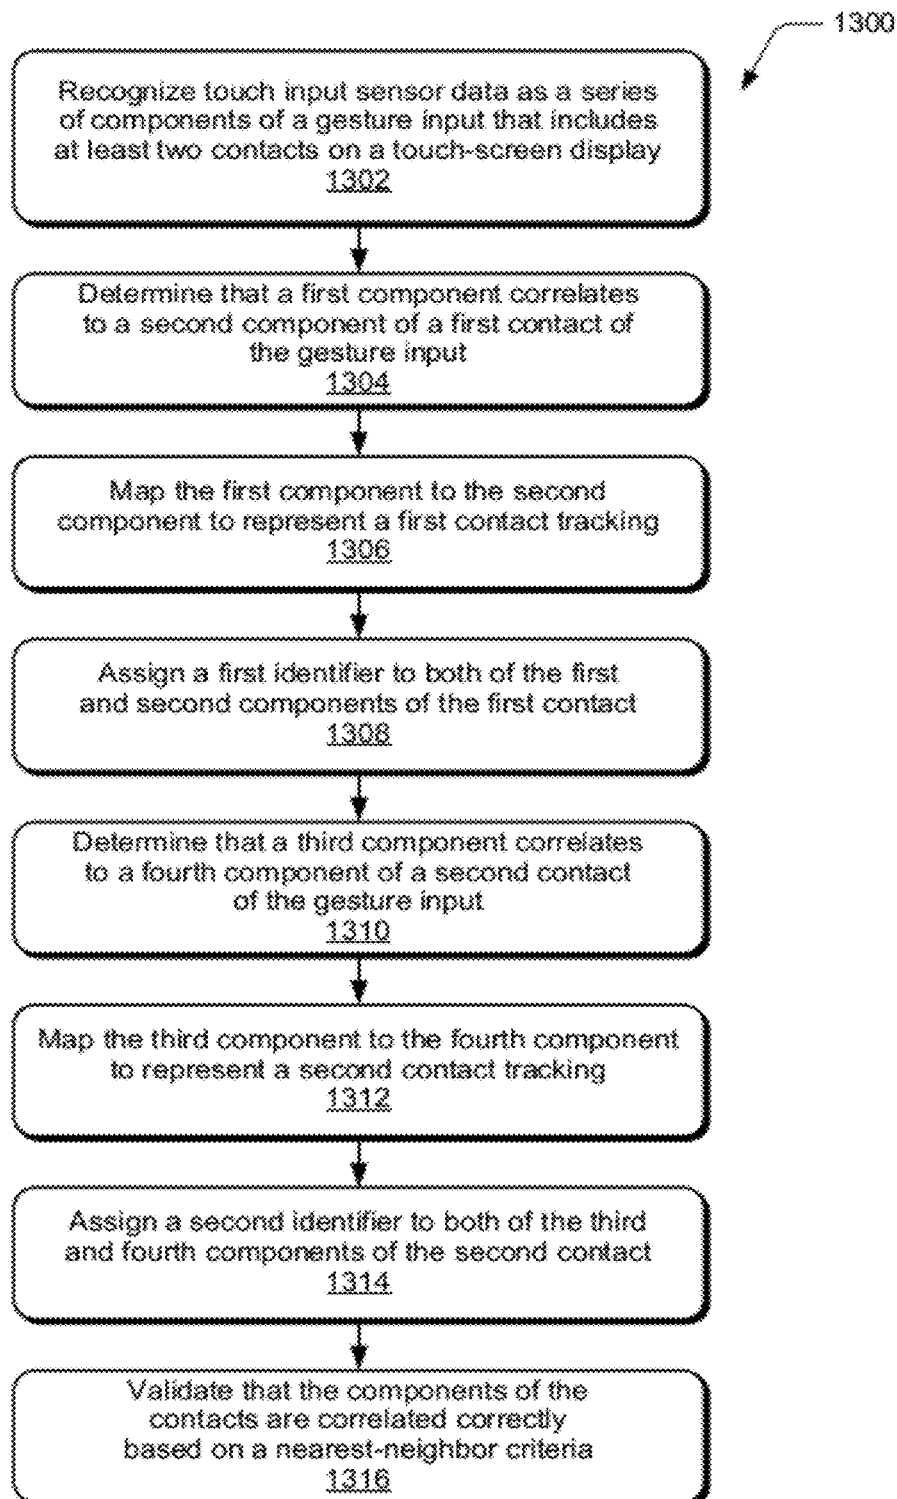 1300
Recognize touch input sensor data as a series
of components of a gesture input that includes
at least two contacts on a touch-screen display
1302
Determine that a first component correlates
to a second component of a first contact of
the gesture input
1304
Map the first component to the second
component to represent a first contact tracking
1306
Assign a first identifier to both of the first
and second components of the first contact
1308
Determine that a third component correlates
to a fourth component of a second contact
of the gesture input
1310
Map the third component to the fourth component
to represent a second contact tracking
1312
Assign a second identifier to both of the third
and fourth components of the second contact
1314
Validate that the components of the
contacts are correlated correctly
based on a nearest-neighbor criteria
1316